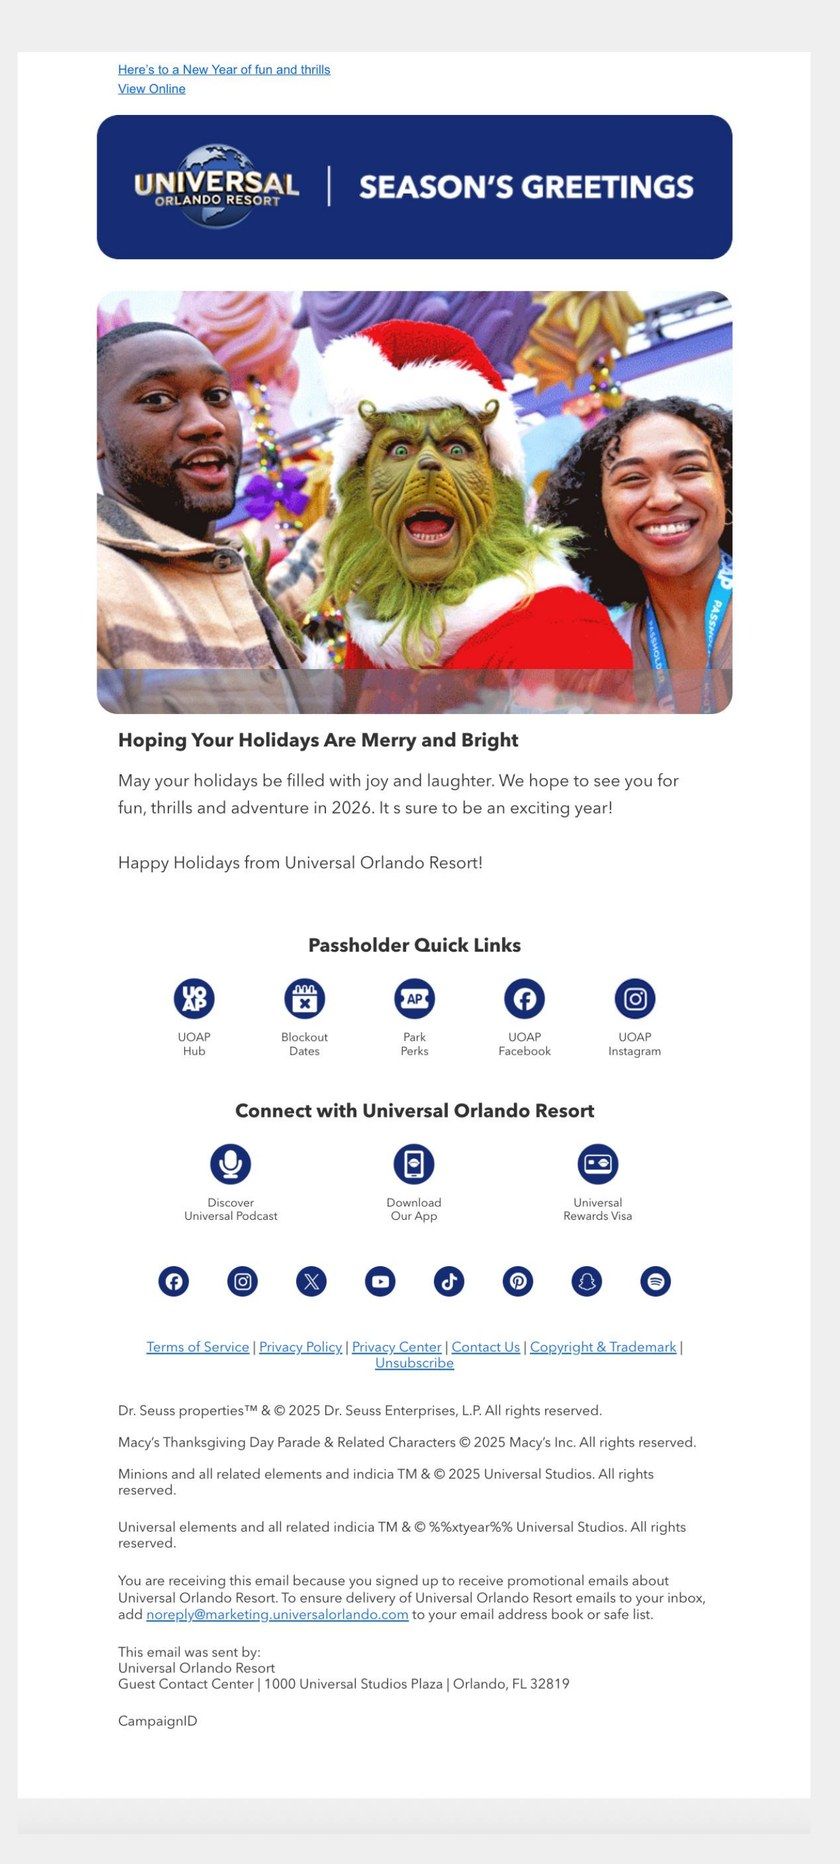 Here's to a New Year of fun and thrills
View Online
UNIVERSAL
ORLANDO RESORT
SEASON'S GREETINGS
PASSHOLDER
PASSH
AP
Hoping Your Holidays Are Merry and Bright
May your holidays be filled with joy and laughter. We hope to see you for
fun, thrills and adventure in 2026. It s sure to be an exciting year!
Happy Holidays from Universal Orlando Resort!
Passholder Quick Links
UO
AP
AP
UOAP
Hub
Blockout
Dates
Park
Perks
UOAP
Facebook
UOAP
Instagram
Connect with Universal Orlando Resort
Discover
Universal Podcast
Download
Our App
Universal
Rewards Visa
Terms of Service | Privacy Policy | Privacy Center | Contact Us | Copyright & Trademark |
Unsubscribe
Dr. Seuss properties™ & © 2025 Dr. Seuss Enterprises, L.P. All rights reserved.
Macy's Thanksgiving Day Parade & Related Characters © 2025 Macy's Inc. All rights reserved.
Minions and all related elements and indicia TM & © 2025 Universal Studios. All rights
reserved.
Universal elements and all related indicia TM & © %%xtyear%% Universal Studios. All rights
reserved.
You are receiving this email because you signed up to receive promotional emails about
Universal Orlando Resort. To ensure delivery of Universal Orlando Resort emails to your inbox,
add noreply@marketing.universalorlando.com to your email address book or safe list.
This email was sent by:
Universal Orlando Resort
Guest Contact Center | 1000 Universal Studios Plaza | Orlando, FL 32819
CampaignID